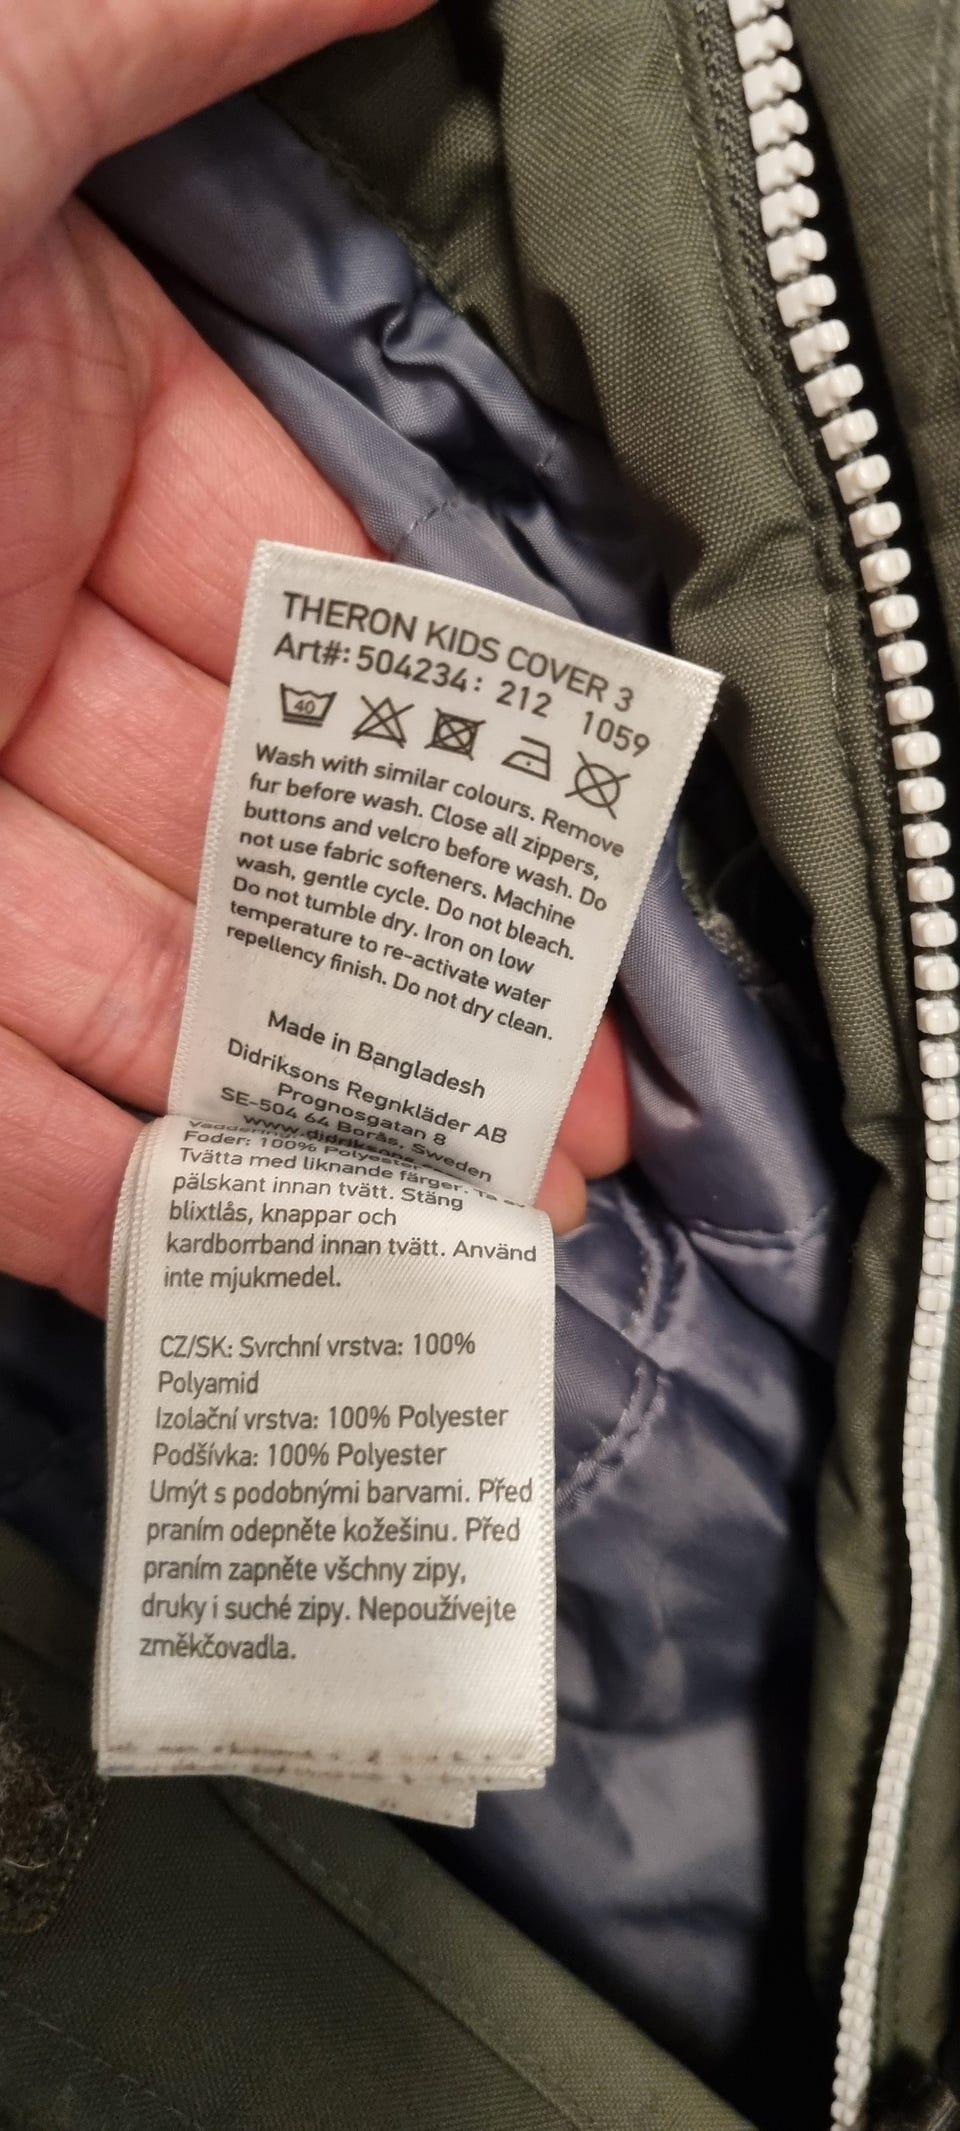 THERON KIDS COVER 3
Art#: 504234: 212 1059
40
Wash with similar colours. Remove
fur before wash. Close all zippers,
buttons and velcro before wash. Do
not use fabric softeners. Machine
wash, gentle cycle. Do not bleach.
Do not tumble dry. Iron on low
temperature to re-activate water
repellency finish. Do not dry clean.
Made in Bangladesh
Didriksons Regnkläder AB
Prognosgatan 8
SE-504 64 Borås, Sweden
www.didriksons
Foder: 100% Polyester
Tvätta med liknande färger. Ta
pälskant innan tvätt. Stäng
blixtlås, knappar och
kardborrband innan tvätt. Använd
inte mjukmedel.
CZ/SK: Svrchní vrstva: 100%
Polyamid
Izolační vrstva: 100% Polyester
Podšívka: 100% Polyester
Umýt s podobnými barvami. Před
praním odepněte kožešinu. Před
praním zapněte všchny zipy,
druky i suché zipy. Nepoužívejte
změkčovadla.